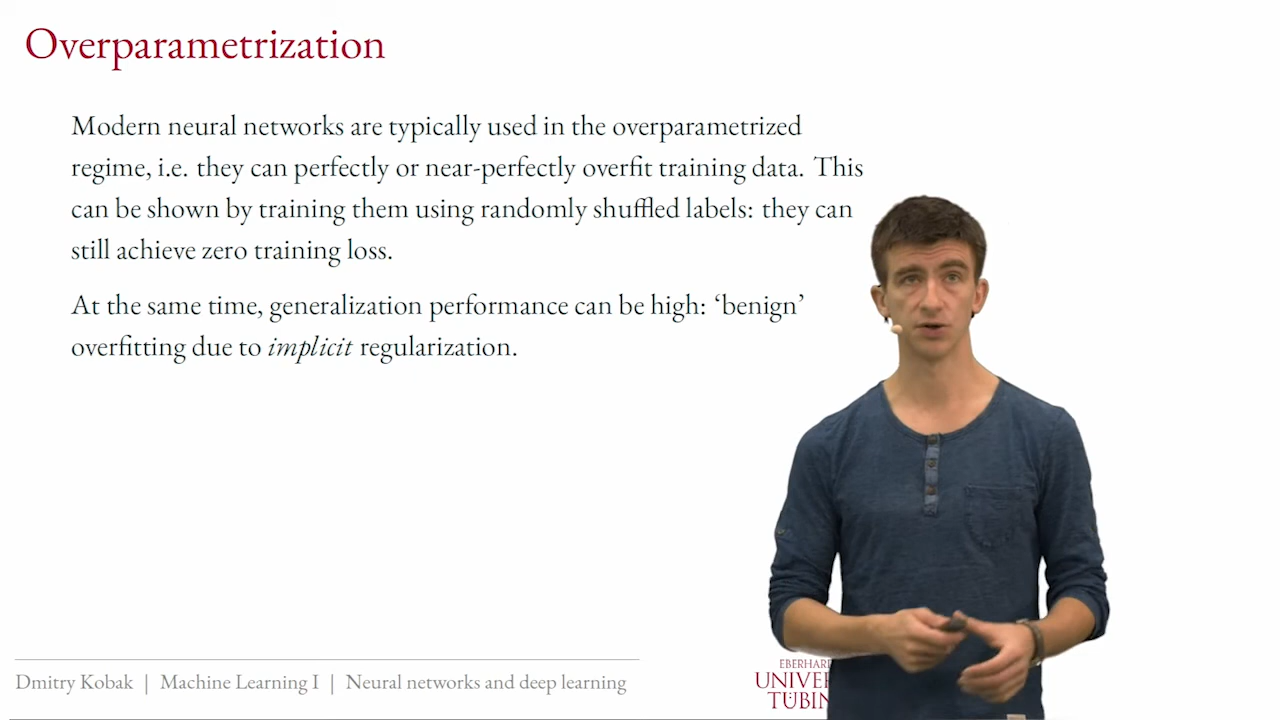 Overparametrization
Modern neural networks are typically used in the overparametrized
regime, i.e. they can perfectly or near-perfectly overfit training data. This
can be shown by training them using randomly shuffled labels: they can
still achieve zero training loss.
At the same time, generalization performance can be high: ‘benign’
overfitting due to implicit regularization.
Dmitry Kobak | Machine Learning I | Neural networks and deep learning